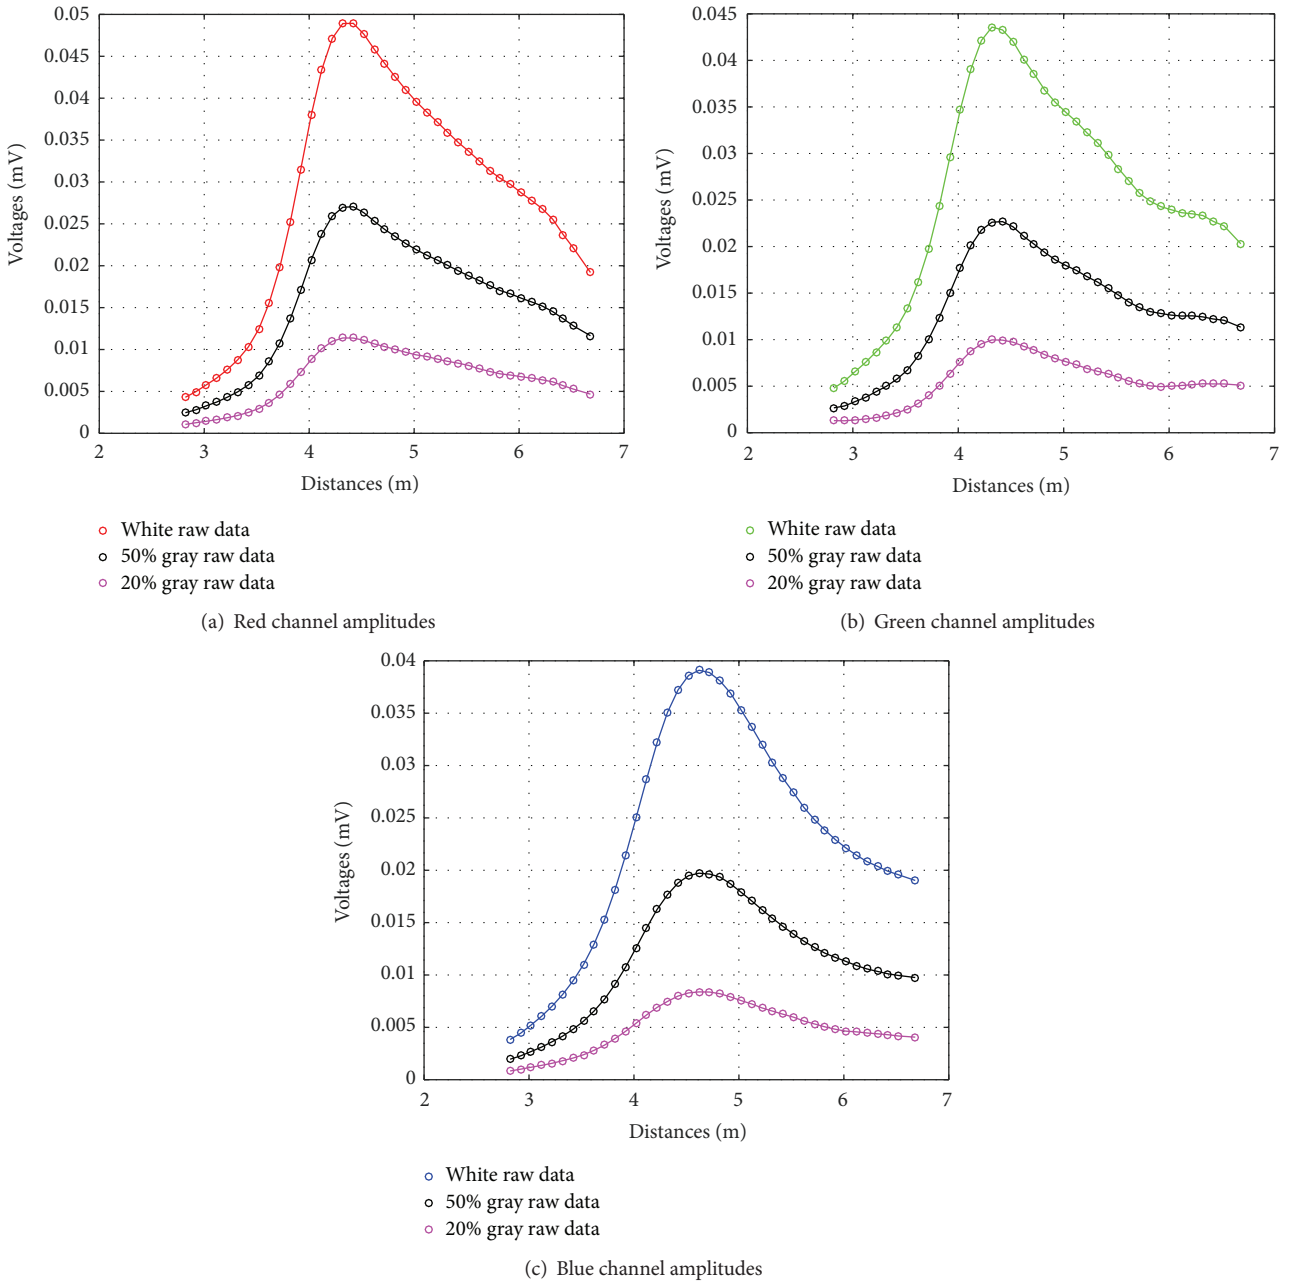 0.05
0.045
0.04
0.035
0.03
0.025
0.02
0.015
0.01
0.005
0
Voltages (mV)
2 3 4 5 6 7
Distances (m)
White raw data
50% gray raw data
20% gray raw data
(a) Red channel amplitudes
0.045
0.04
0.035
0.03
0.025
0.02
0.015
0.01
0.005
0
Voltages (mV)
2 3 4 5 6 7
Distances (m)
White raw data
50% gray raw data
20% gray raw data
(b) Green channel amplitudes
0.04
0.035
0.03
0.025
0.02
0.015
0.01
0.005
0
Voltages (mV)
2 3 4 5 6 7
Distances (m)
White raw data
50% gray raw data
20% gray raw data
(c) Blue channel amplitudes